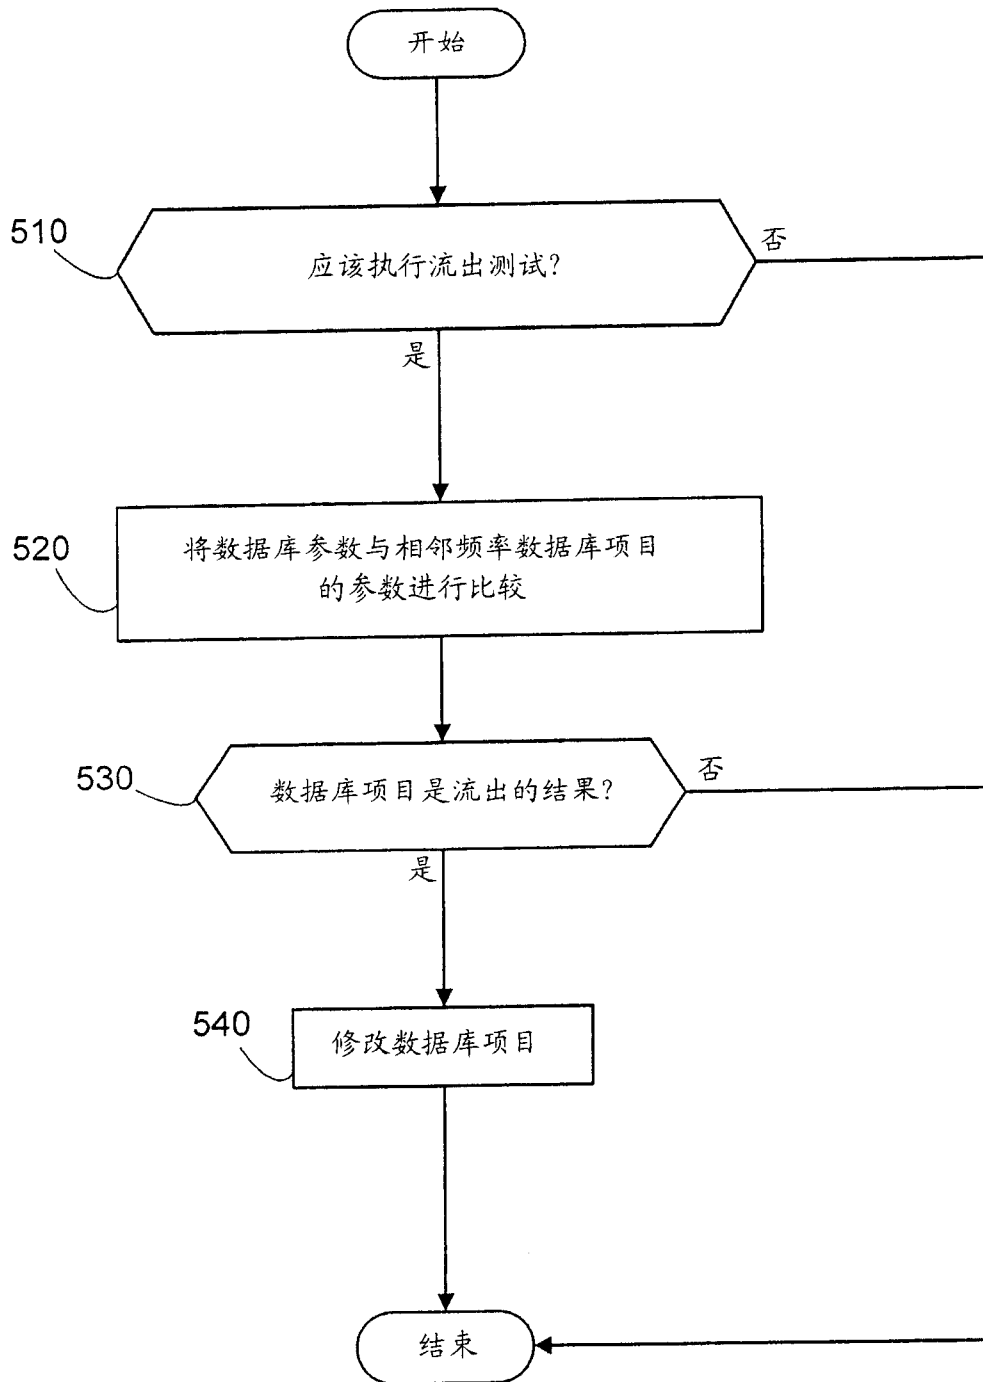 开始
510
应该执行流出测试?
否
是
520
将数据库参数与相邻频率数据库项目
的参数进行比较
530
数据库项目是流出的结果?
否
是
540
修改数据库项目
结束